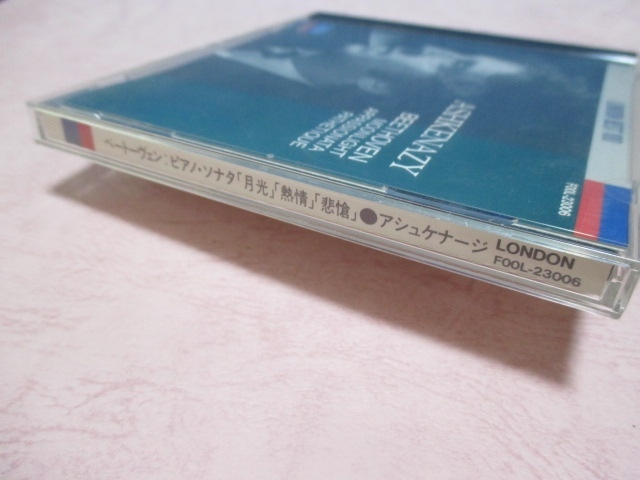 ASHKENAZY
BEETHOVEN
MOONLIGHT
APPASSIONATA
PATHETIQUE
F00L-23006
ベートーヴェン:ピアノ・ソナタ「月光」「熱情」「悲愴」●アシュケナージ
LONDON
F00L-23006